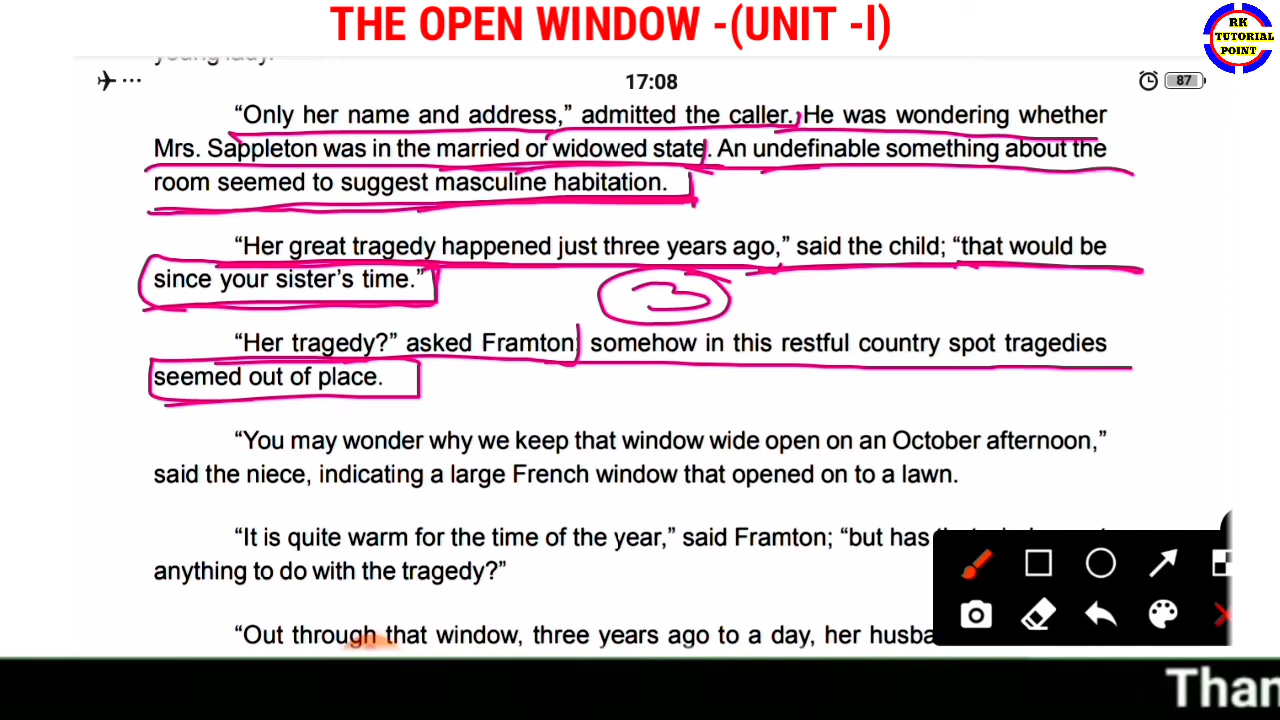 THE OPEN WINDOW -(UNIT -I)
RK
TUTORIAL
POINT
young lady.
17:08
87
“Only her name and address,” admitted the caller. He was wondering whether
Mrs. Sappleton was in the married or widowed state. An undefinable something about the
room seemed to suggest masculine habitation.
“Her great tragedy happened just three years ago,” said the child; “that would be
since your sister’s time.”
3
“Her tragedy?” asked Framton; somehow in this restful country spot tragedies
seemed out of place.
“You may wonder why we keep that window wide open on an October afternoon,”
said the niece, indicating a large French window that opened on to a lawn.
“It is quite warm for the time of the year,” said Framton; “but has
anything to do with the tragedy?”
“Out through that window, three years ago to a day, her